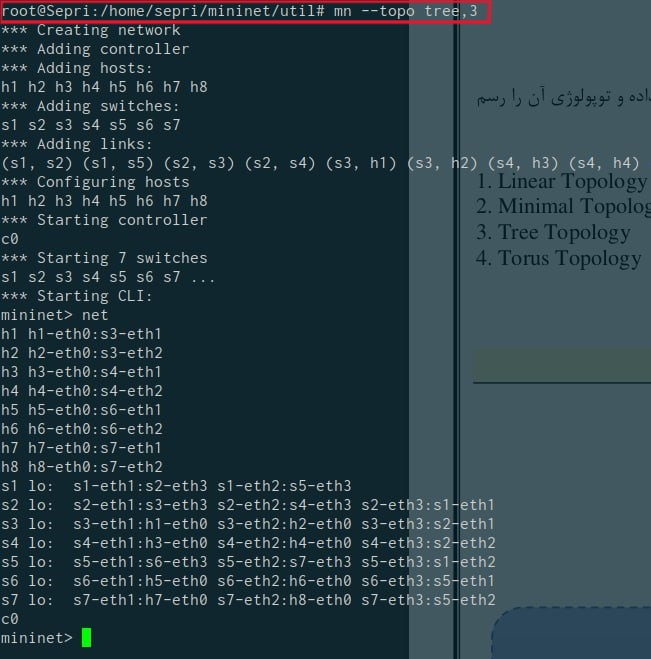 root@Sepri:/home/sepri/mininet/util# mn --topo tree,3
*** Creating network
*** Adding controller
*** Adding hosts:
h1 h2 h3 h4 h5 h6 h7 h8
*** Adding switches:
s1 s2 s3 s4 s5 s6 s7
*** Adding links:
(s1, s2) (s1, s5) (s2, s3) (s2, s4) (s3, h1) (s3, h2) (s4, h3) (s4, h4)
*** Configuring hosts
h1 h2 h3 h4 h5 h6 h7 h8
*** Starting controller
c0
*** Starting 7 switches
s1 s2 s3 s4 s5 s6 s7 ...
*** Starting CLI:
mininet> net
h1 h1-eth0:s3-eth1
h2 h2-eth0:s3-eth2
h3 h3-eth0:s4-eth1
h4 h4-eth0:s4-eth2
h5 h5-eth0:s6-eth1
h6 h6-eth0:s6-eth2
h7 h7-eth0:s7-eth1
h8 h8-eth0:s7-eth2
s1 lo:  s1-eth1:s2-eth3 s1-eth2:s5-eth3
s2 lo:  s2-eth1:s3-eth3 s2-eth2:s4-eth3 s2-eth3:s1-eth1
s3 lo:  s3-eth1:h1-eth0 s3-eth2:h2-eth0 s3-eth3:s2-eth1
s4 lo:  s4-eth1:h3-eth0 s4-eth2:h4-eth0 s4-eth3:s2-eth2
s5 lo:  s5-eth1:s6-eth3 s5-eth2:s7-eth3 s5-eth3:s1-eth2
s6 lo:  s6-eth1:h5-eth0 s6-eth2:h6-eth0 s6-eth3:s5-eth1
s7 lo:  s7-eth1:h7-eth0 s7-eth2:h8-eth0 s7-eth3:s5-eth2
c0
mininet>
داده و توپولوژی آن را رسم
1. Linear Topology
2. Minimal Topolog
3. Tree Topology
4. Torus Topology